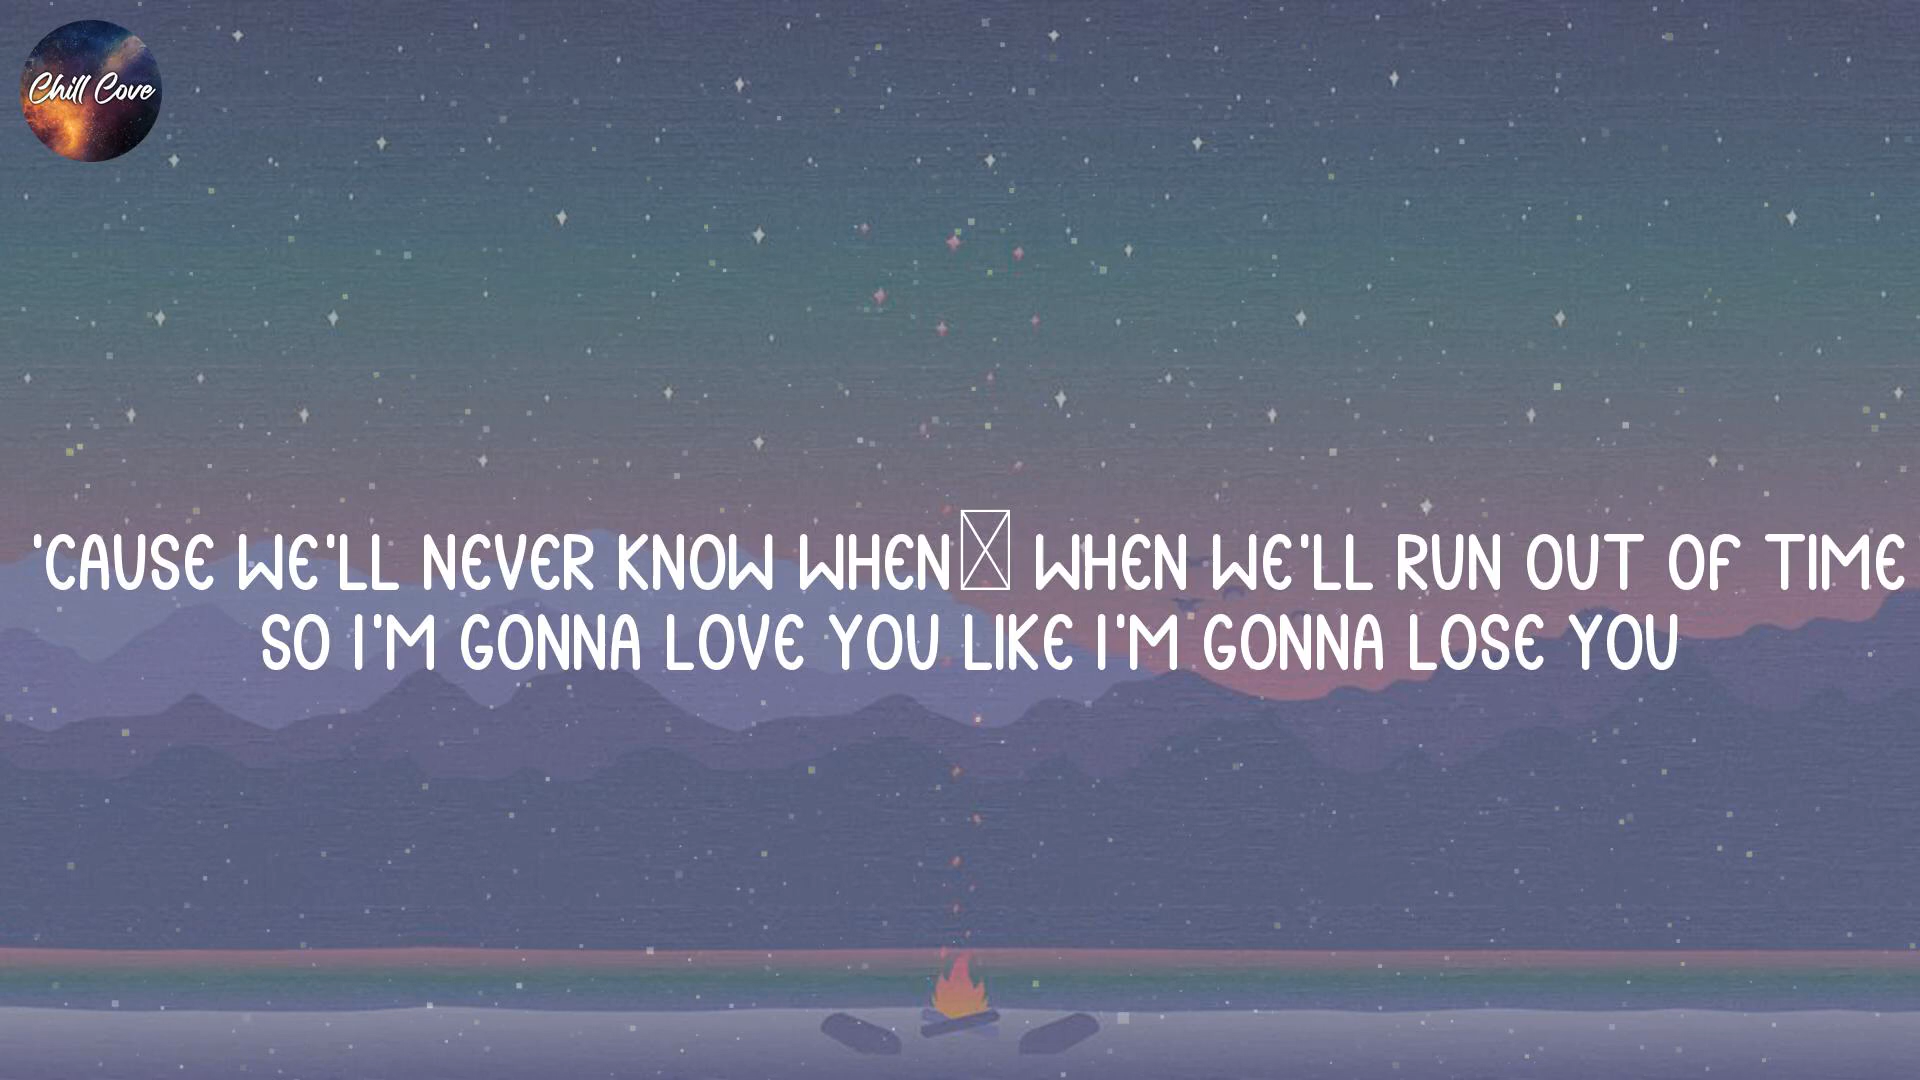 Chill Cove
'CAUSE WE'LL NEVER KNOW WHEN WHEN WE'LL RUN OUT OF TIME
SO I'M GONNA LOVE YOU LIKE I'M GONNA LOSE YOU